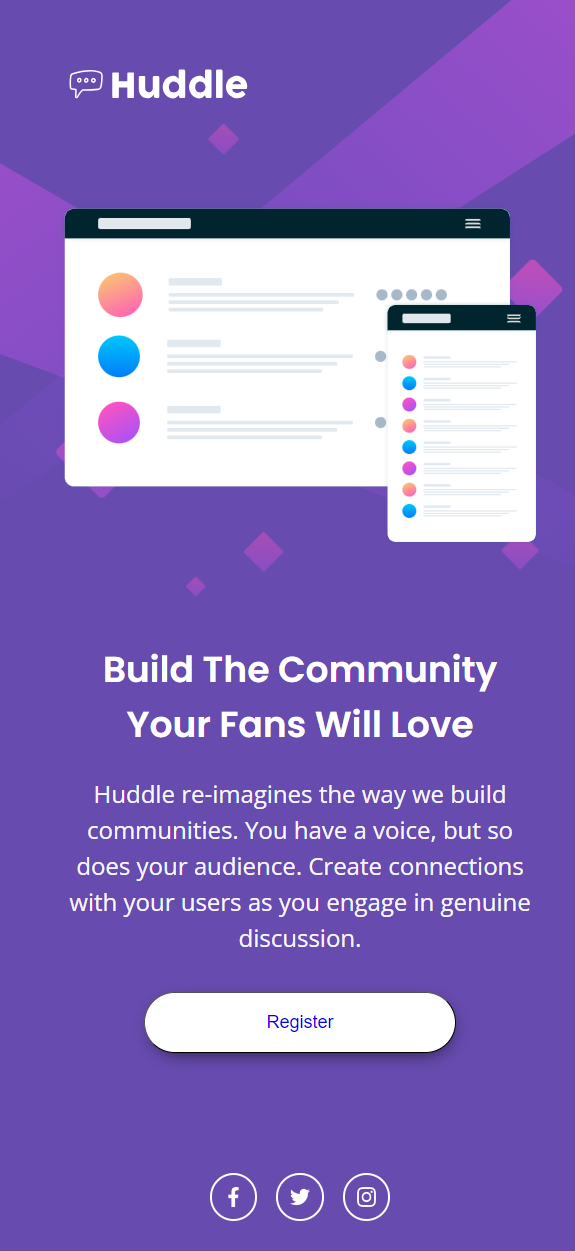 Huddle
Build The Community
Your Fans Will Love
Huddle re-imagines the way we build
communities. You have a voice, but so
does your audience. Create connections
with your users as you engage in genuine
discussion.
Register